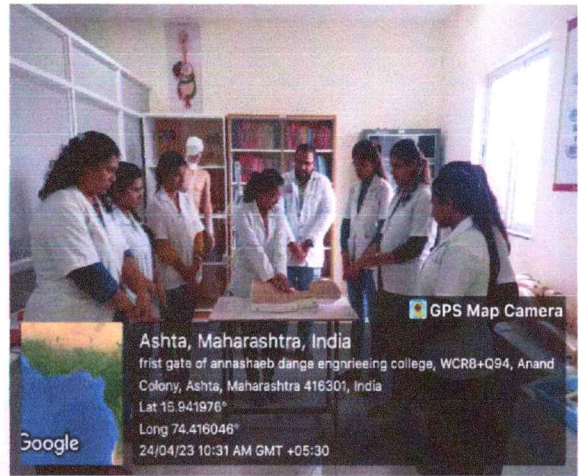 GPS Map Camera
Ashta, Maharashtra, India
frist gate of annashaeb dange engnrieeing college, WCR8+Q94, Anand
Colony, Ashta, Maharashtra 416301, India
Lat 16.941976°
Long 74.416046°
24/04/23 10:31 AM GMT +05:30
Google